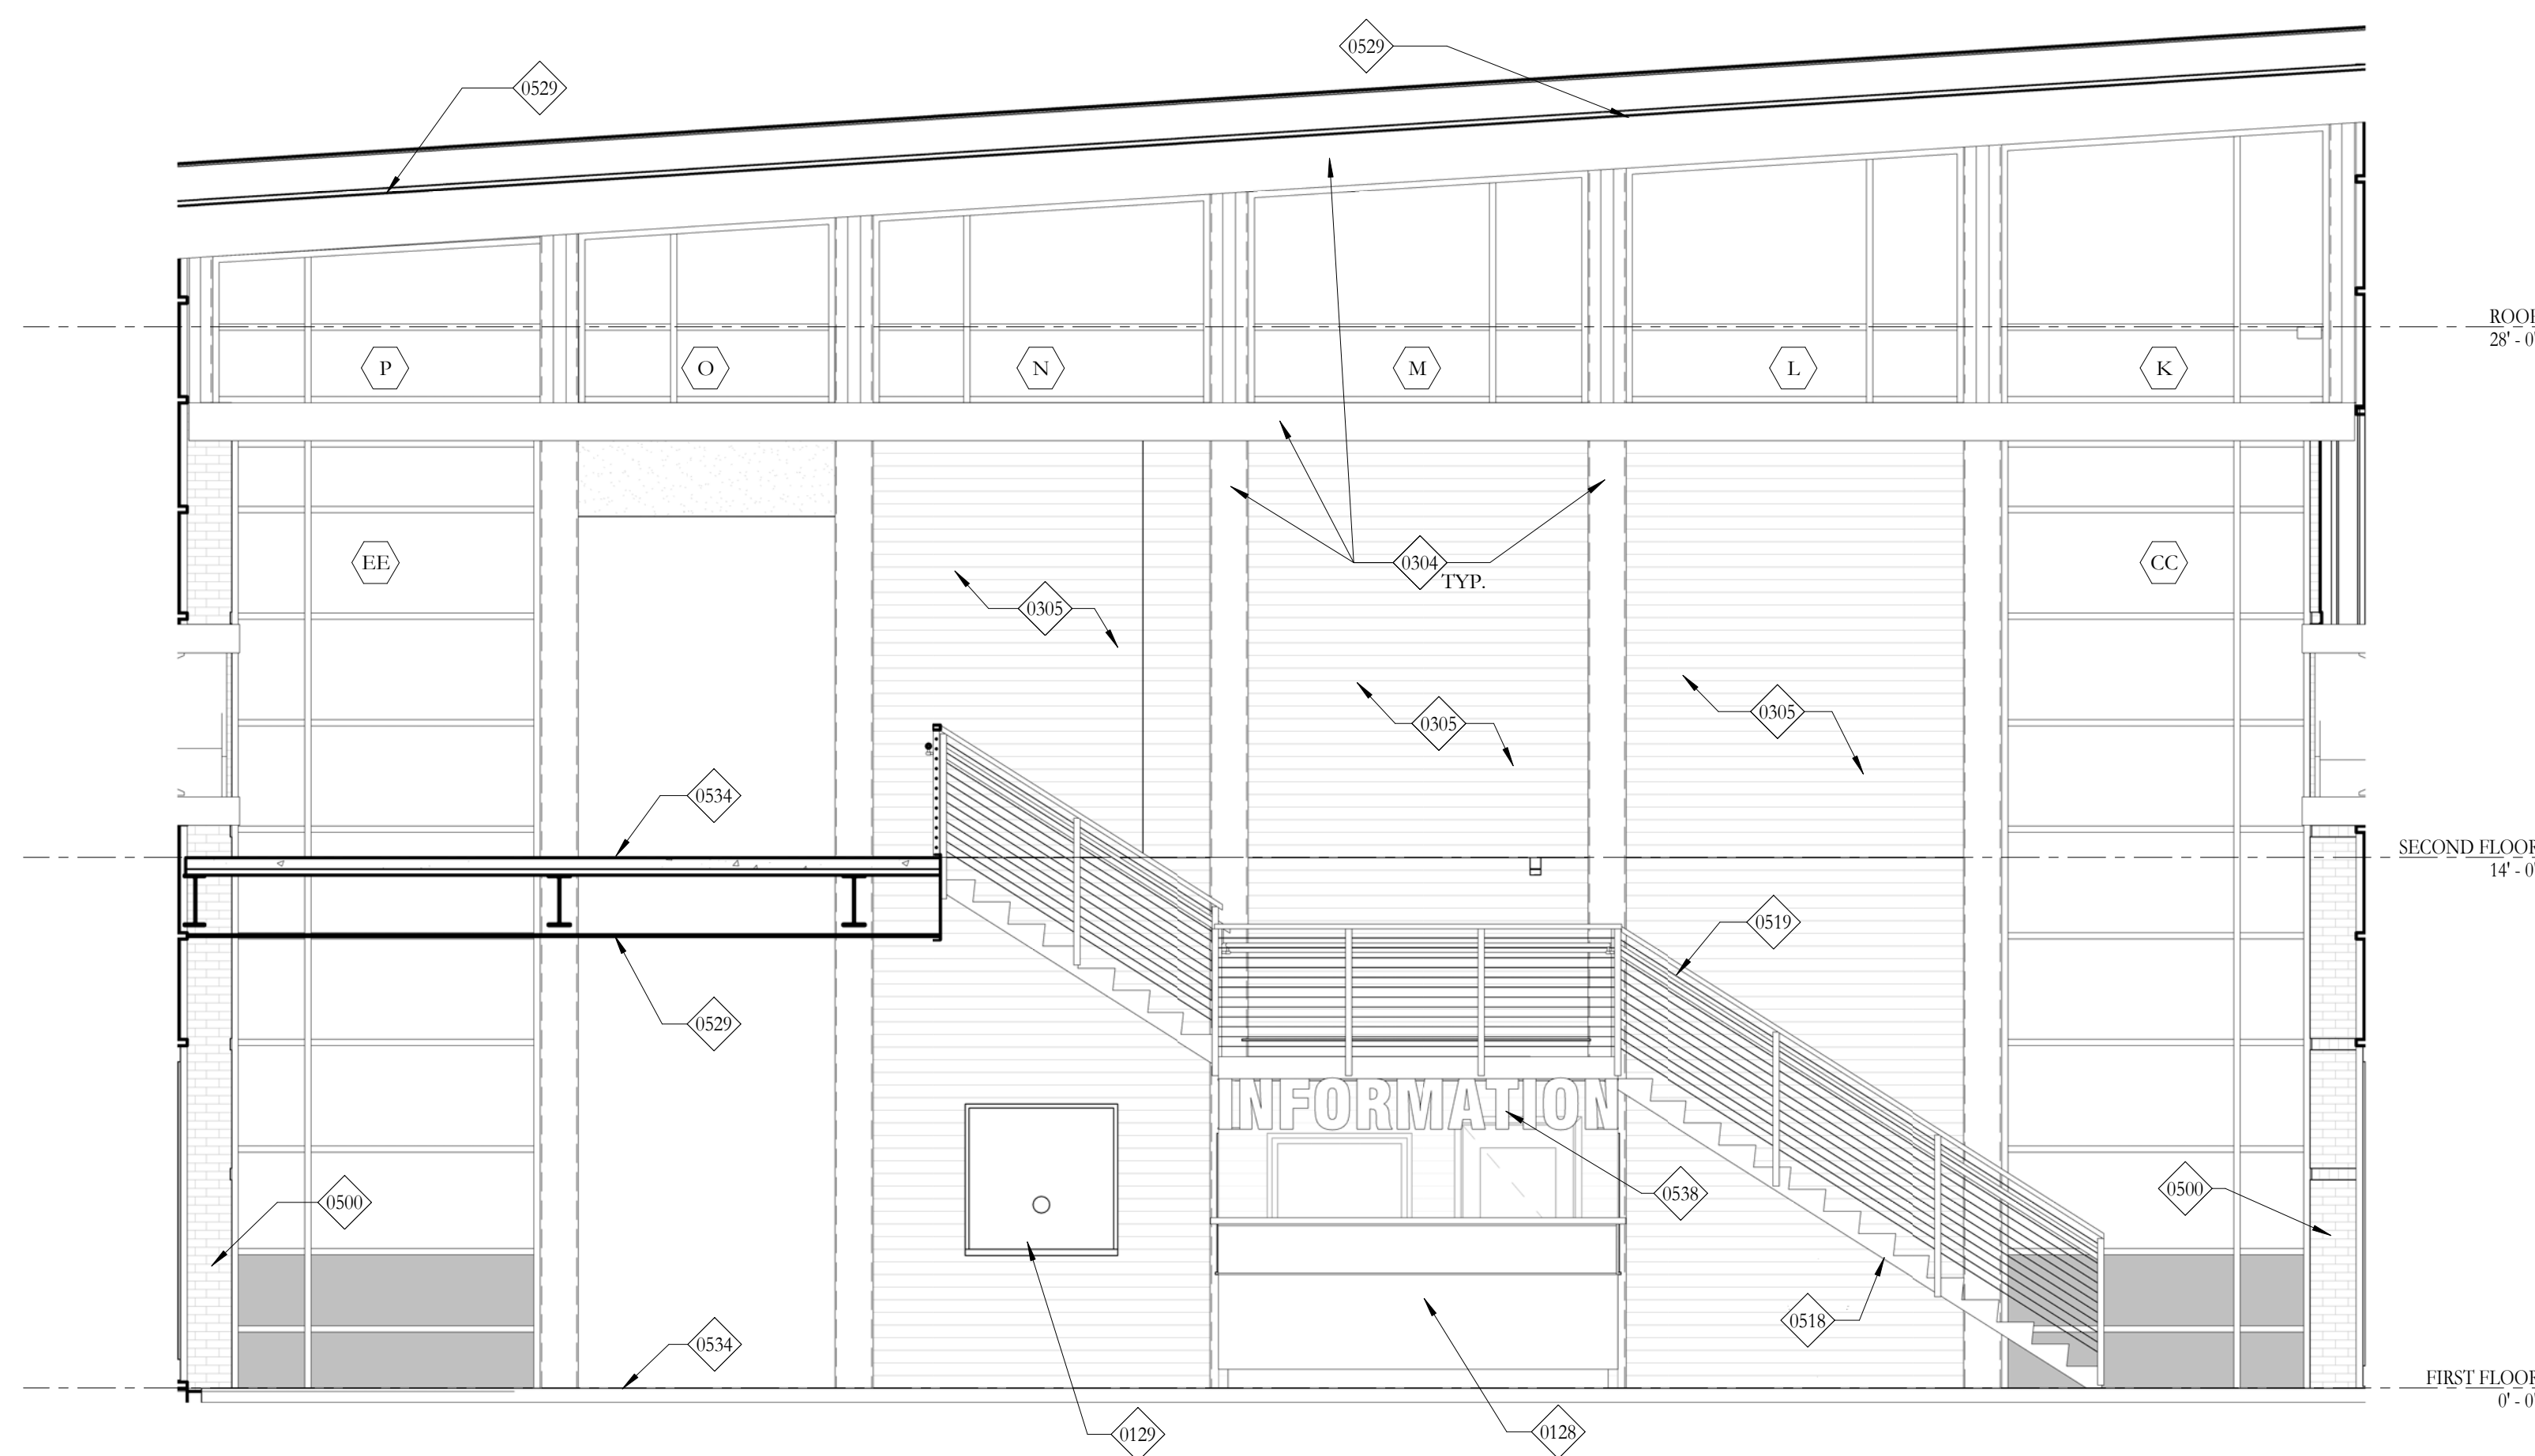 0529
0529
ROOF
28' - 0"
P
O
N
M
L
K
EE
0304
TYP.
CC
0305
0305
0305
0534
SECOND FLOOR
14' - 0"
0519
0529
INFORMATION
0538
0500
0500
0518
0534
FIRST FLOOR
0' - 0"
0129
0128